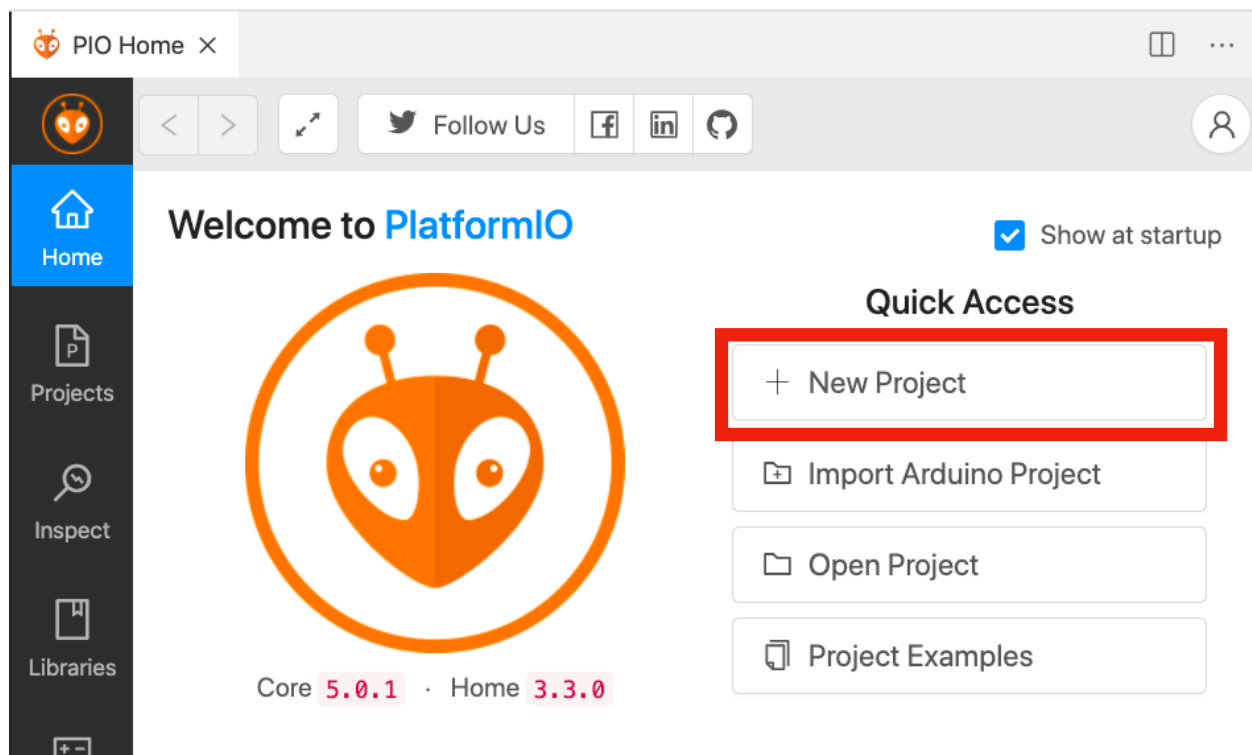 PIO Home
Follow Us
Home
Projects
Inspect
Libraries
Welcome to PlatformIO
Show at startup
Quick Access
New Project
Import Arduino Project
Open Project
Project Examples
Core 5.0.1 · Home 3.3.0